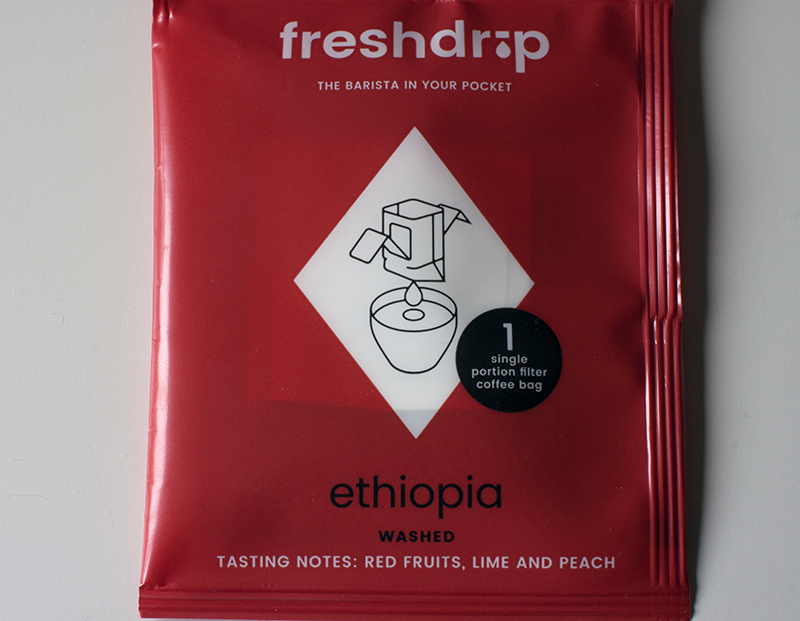 freshdrip
THE BARISTA IN YOUR POCKET
1
single
portion filter
coffee bag
ethiopia
WASHED
TASTING NOTES: RED FRUITS, LIME AND PEACH